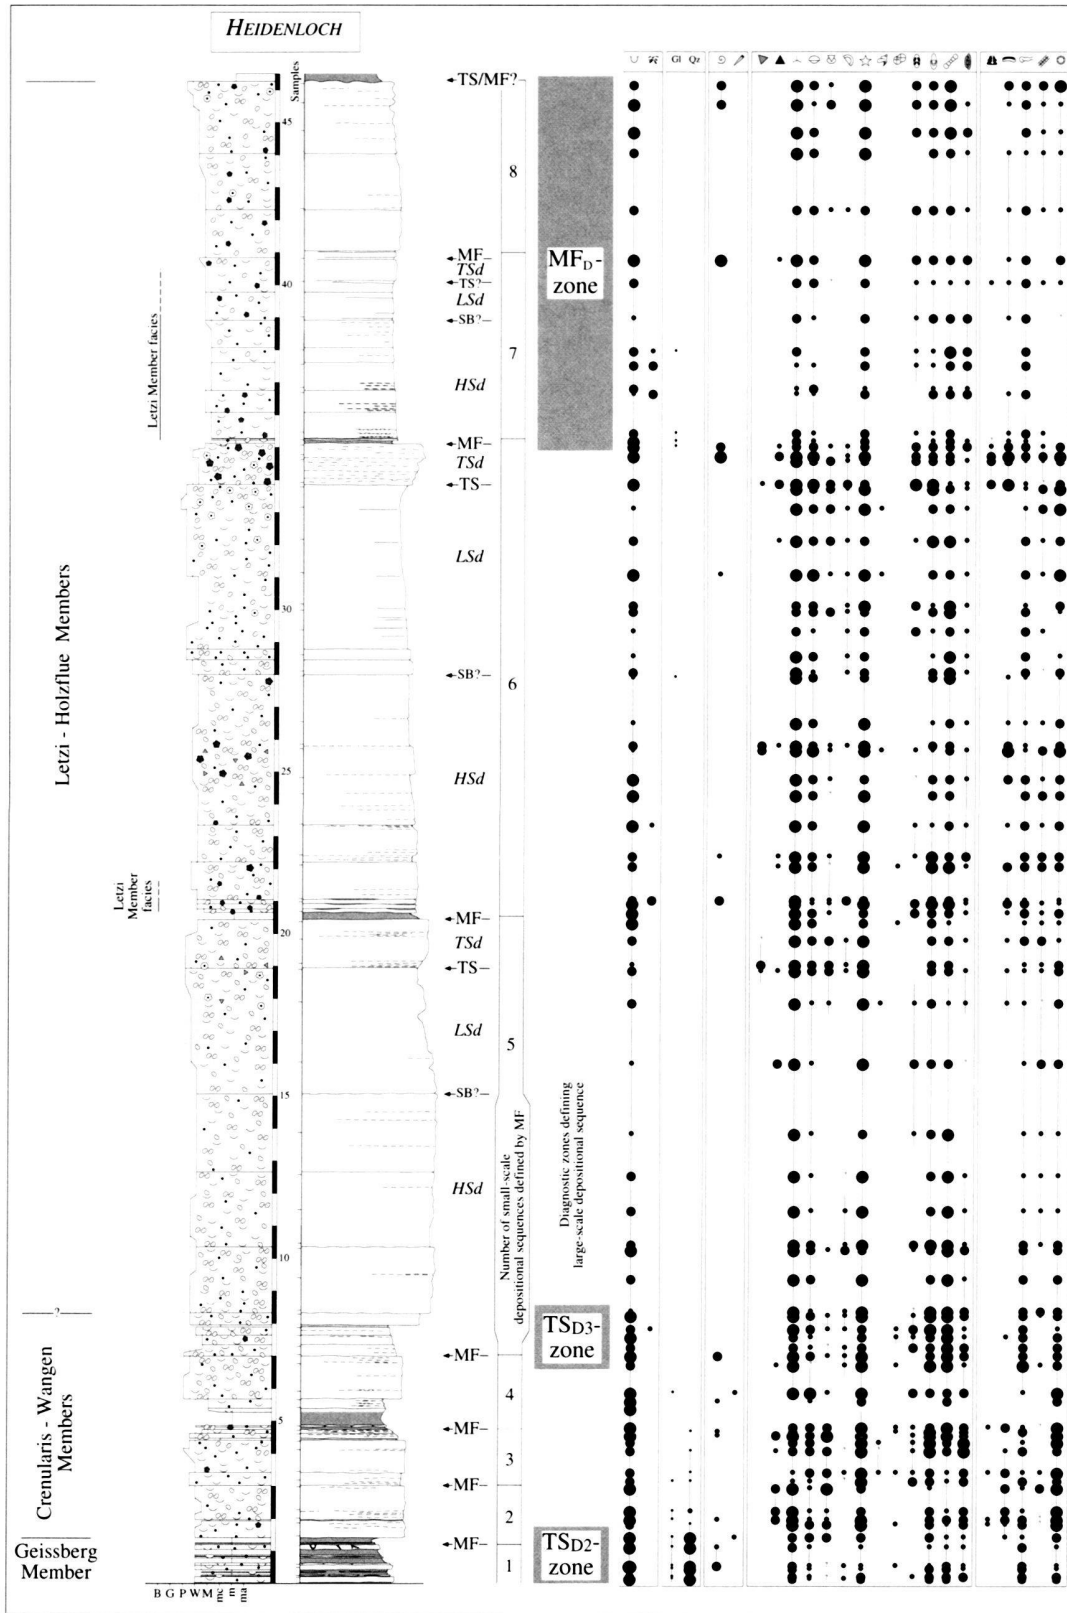 HEIDENLOCH
Samples
Gl Qz
TS/MF?
45
8
MF
TSd
TS?
40
LSd
SB?
MFD-zone
7
Letzi Member facies
HSd
MF
TSd
TS
LSd
30
Letzi - Holzflue Members
SB?
6
25
HSd
Letzi Member facies
MF
20
TSd
TS
LSd
5
SB?
15
Number of small-scale depositional sequences defined by MF
Diagnostic zones defining large-scale depositional sequence
HSd
10
?
TSD3-zone
MF
4
5
MF
Crenularis - Wangen Members
3
MF
2
Geissberg Member
MF
TSD2-zone
1
B G P W M mc m ma